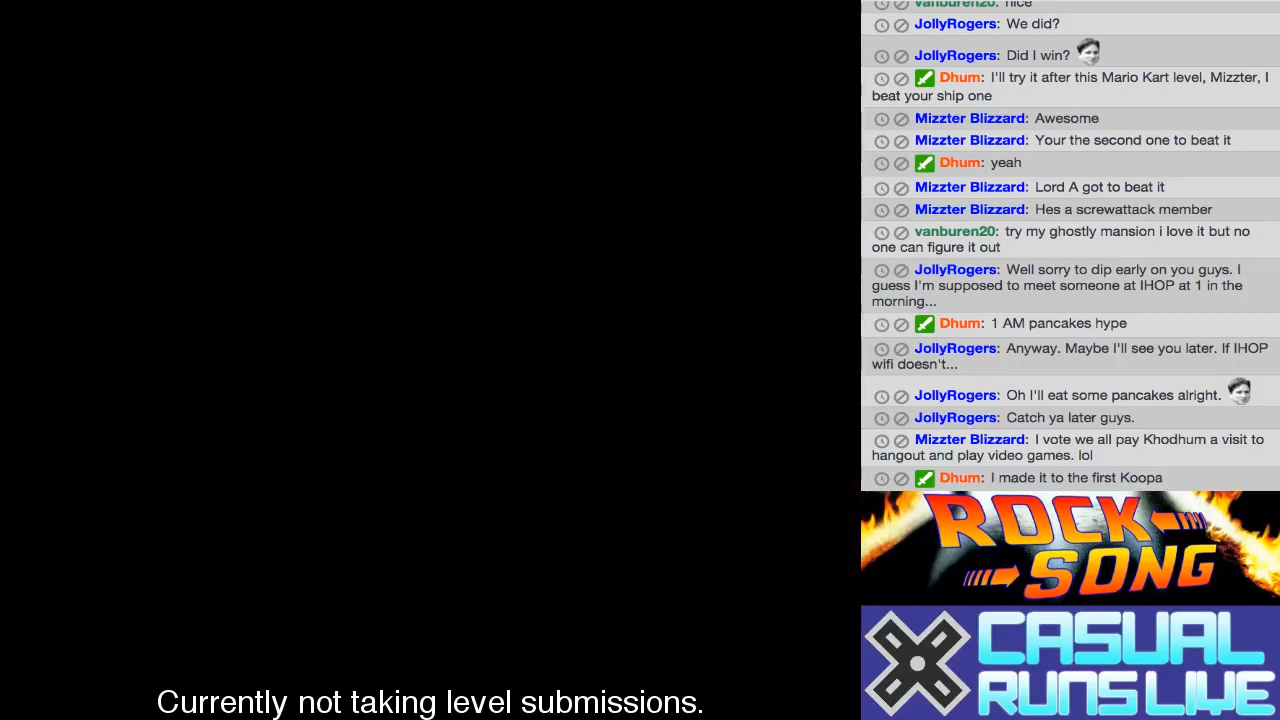 vanburen20: nice
JollyRogers: We did?
JollyRogers: Did I win?
Dhum: I'll try it after this Mario Kart level, Mizzter, I
beat your ship one
Mizzter Blizzard: Awesome
Mizzter Blizzard: Your the second one to beat it
Dhum: yeah
Mizzter Blizzard: Lord A got to beat it
Mizzter Blizzard: Hes a screwattack member
vanburen20: try my ghostly mansion i love it but no
one can figure it out
JollyRogers: Well sorry to dip early on you guys. I
guess I'm supposed to meet someone at IHOP at 1 in the
morning...
Dhum: 1 AM pancakes hype
JollyRogers: Anyway. Maybe I'll see you later. If IHOP
wifi doesn't...
JollyRogers: Oh I'll eat some pancakes alright.
JollyRogers: Catch ya later guys.
Mizzter Blizzard: I vote we all pay Khodhum a visit to
hangout and play video games. lol
Dhum: I made it to the first Koopa
ROCK
SONG
CASUAL
RUNS LIVE
Currently not taking level submissions.